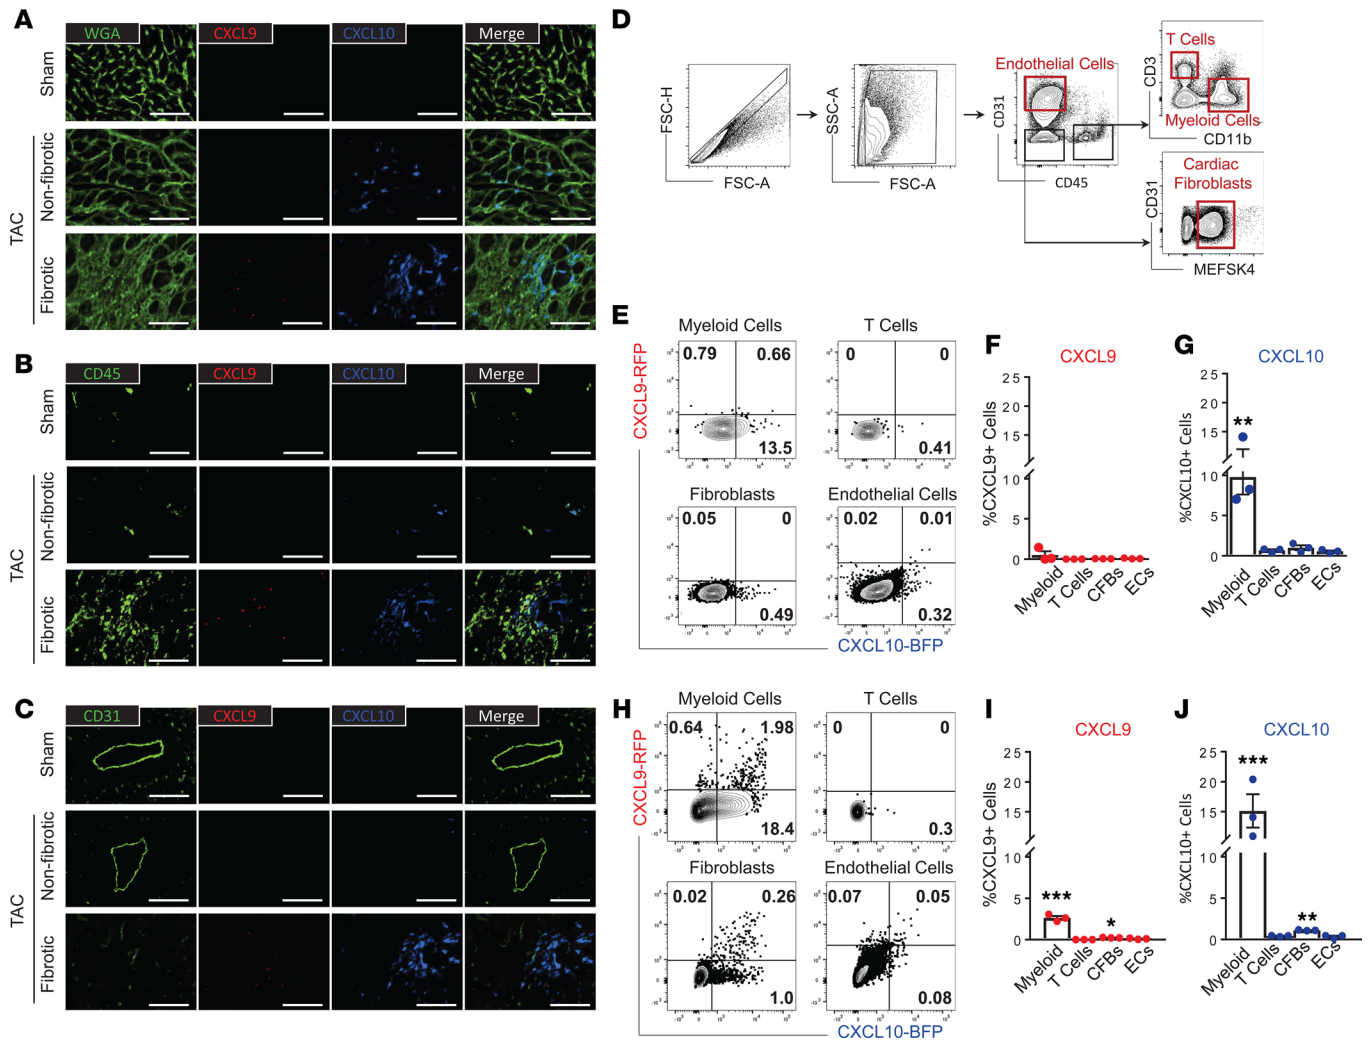 A
WGA
CXCL9
CXCL10
Merge
Sham
TAC
Non-fibrotic
Fibrotic
B
CD45
CXCL9
CXCL10
Merge
Sham
TAC
Non-fibrotic
Fibrotic
C
CD31
CXCL9
CXCL10
Merge
Sham
TAC
Non-fibrotic
Fibrotic
D
FSC-H
FSC-A
SSC-A
FSC-A
Endothelial Cells
CD31
CD45
T Cells
CD3
Myeloid Cells
CD11b
Cardiac
Fibroblasts
CD31
MEFSK4
E
CXCL9-RFP
Myeloid Cells
0.79
0.66
13.5
T Cells
0
0
0.41
Fibroblasts
0.05
0
0.49
Endothelial Cells
0.02
0.01
0.32
CXCL10-BFP
F
CXCL9
%CXCL9+ Cells
25
20
15
10
5
0
Myeloid
T Cells
CFBs
ECs
G
CXCL10
%CXCL10+ Cells
25
20
15
10
5
0
**
Myeloid
T Cells
CFBs
ECs
H
CXCL9-RFP
Myeloid Cells
0.64
1.98
18.4
T Cells
0
0
0.3
Fibroblasts
0.02
0.26
1.0
Endothelial Cells
0.07
0.05
0.08
CXCL10-BFP
I
CXCL9
%CXCL9+ Cells
25
20
15
10
5
0
***
*
Myeloid
T Cells
CFBs
ECs
J
CXCL10
%CXCL10+ Cells
25
20
15
10
5
0
***
**
Myeloid
T Cells
CFBs
ECs